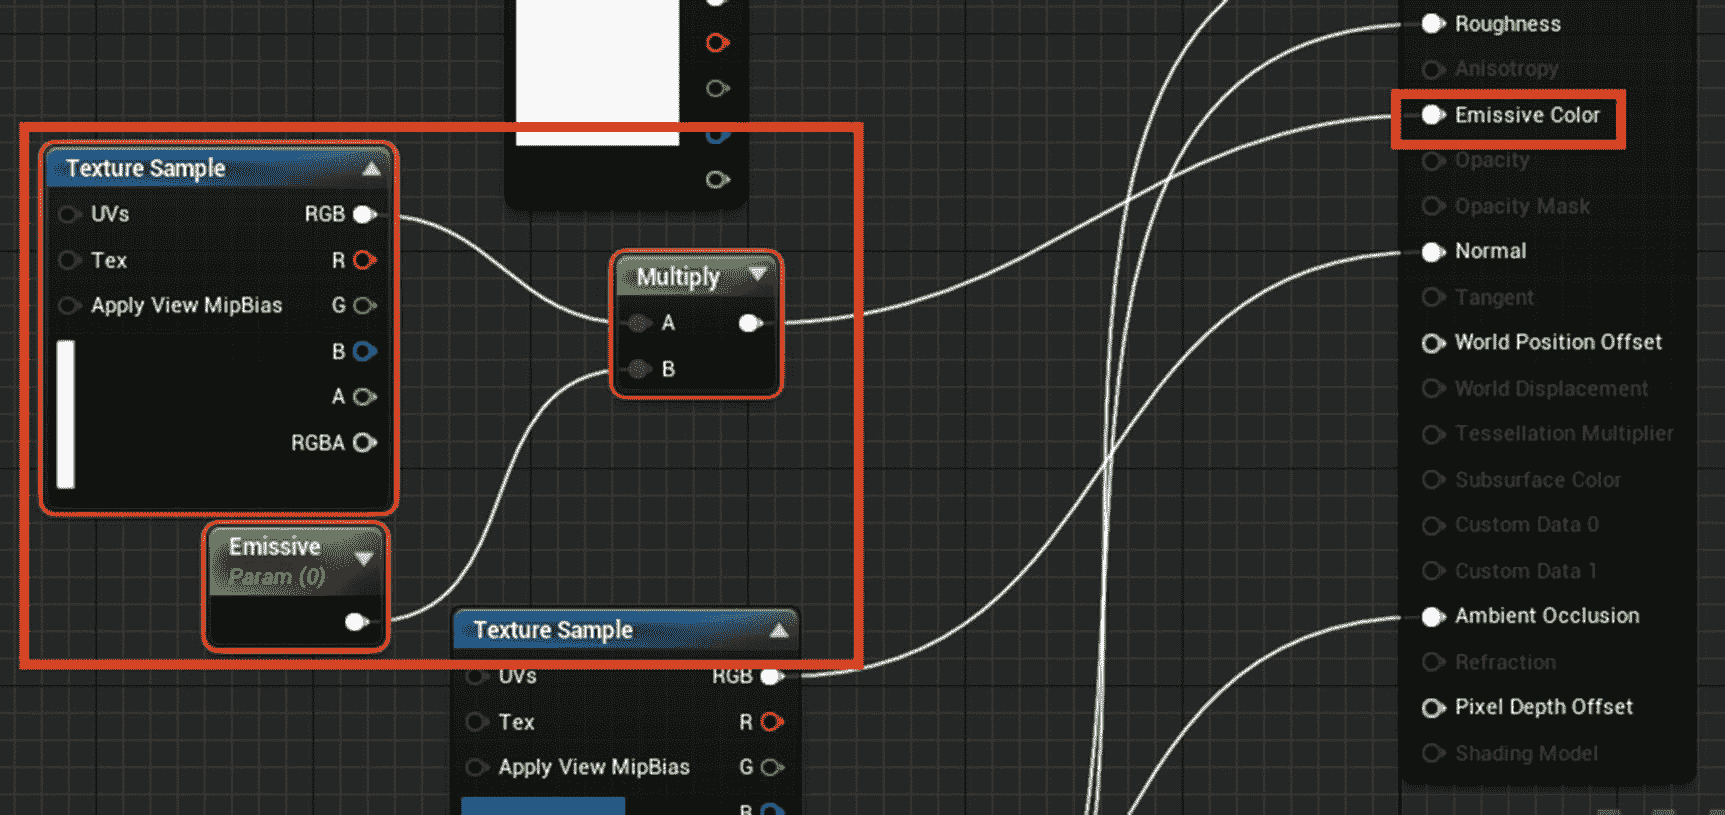 Texture Sample
UVs RGB
Tex R
Apply View MipBias G
B
A
RGBA
Emissive
Param (0)
Multiply
A
B
Texture Sample
UVs RGB
Tex R
Apply View MipBias G
B
Roughness
Anisotropy
Emissive Color
Opacity
Opacity Mask
Normal
Tangent
World Position Offset
World Displacement
Tessellation Multiplier
Subsurface Color
Custom Data 0
Custom Data 1
Ambient Occlusion
Refraction
Pixel Depth Offset
Shading Model